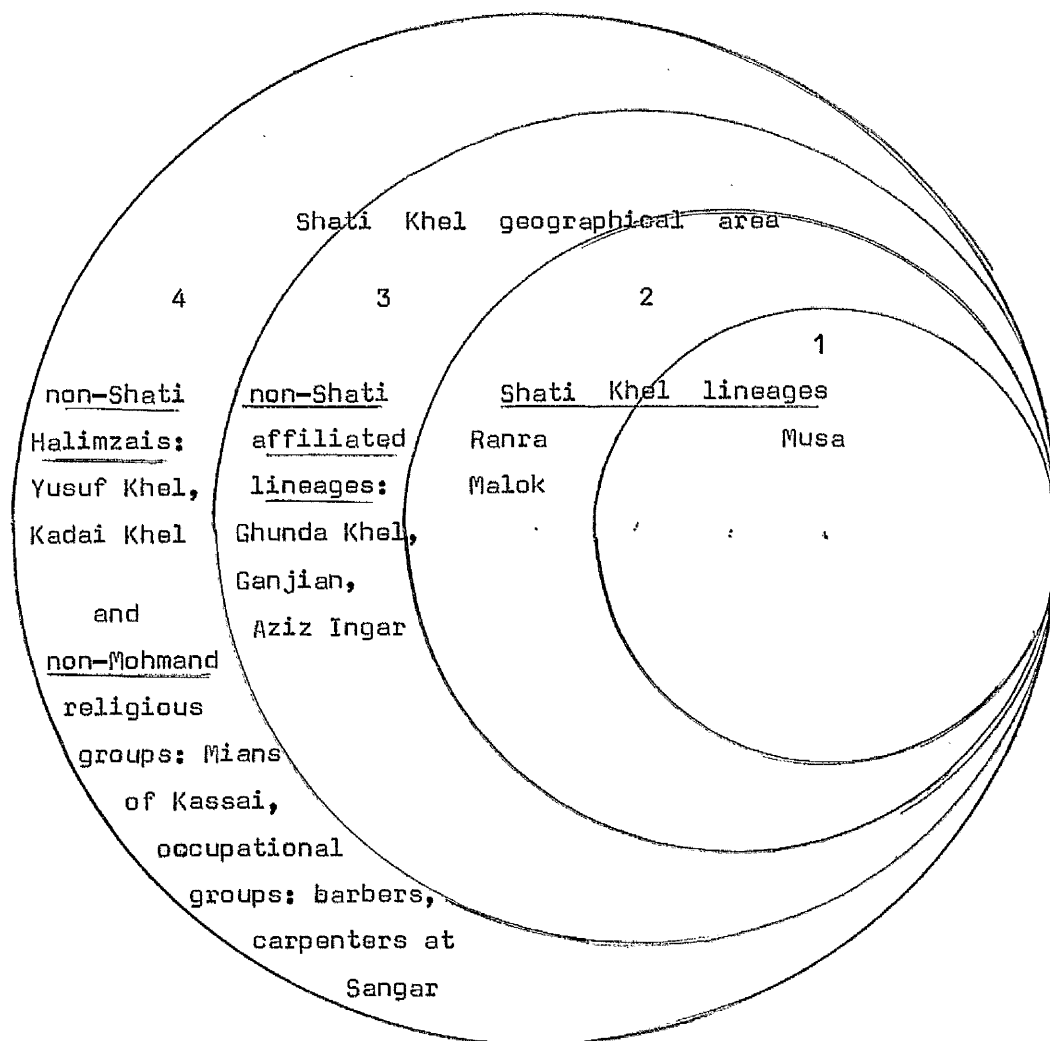 Shati Khel geographical area
4 3 2
1
non-Shati
Halimzais:
Yusuf Khel,
Kadai Khel
and
non-Mohmand
religious
groups: Mians
of Kassai,
occupational
groups: barbers,
carpenters at
Sangar
non-Shati
affiliated
lineages:
Ghunda Khel,
Ganjian,
Aziz Ingar
Shati Khel lineages
Ranra Musa
Malok